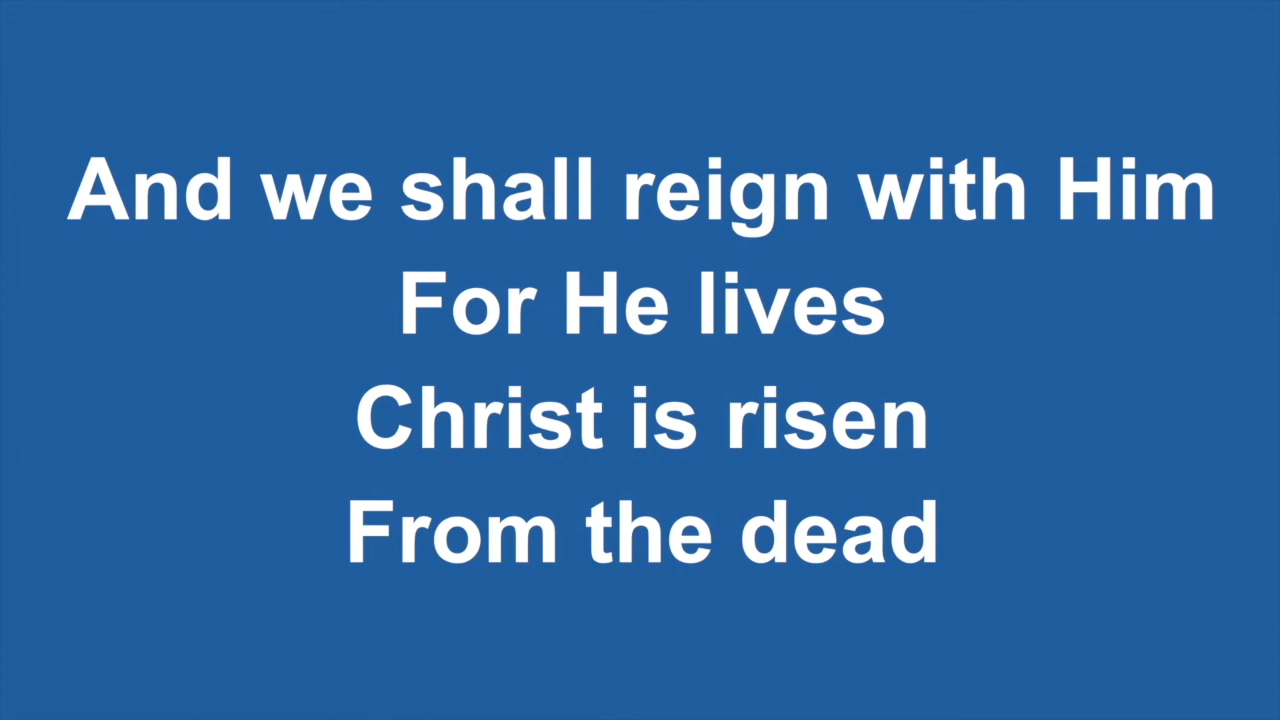 And we shall reign with Him
For He lives
Christ is risen
From the dead